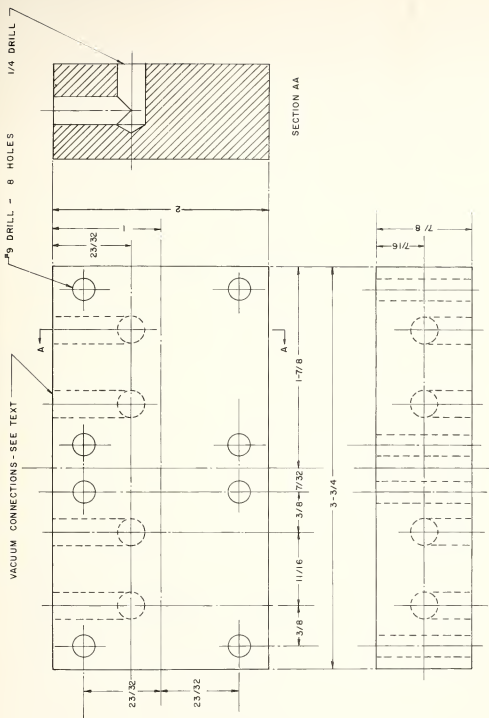 VACUUM CONNECTIONS - SEE TEXT
#9 DRILL - 8 HOLES
1/4 DRILL
SECTION AA
A
A
23/32
1
2
23/32
23/32
3/8
11/16
3/8
7/32
1-7/8
3-3/4
7/16
7/8